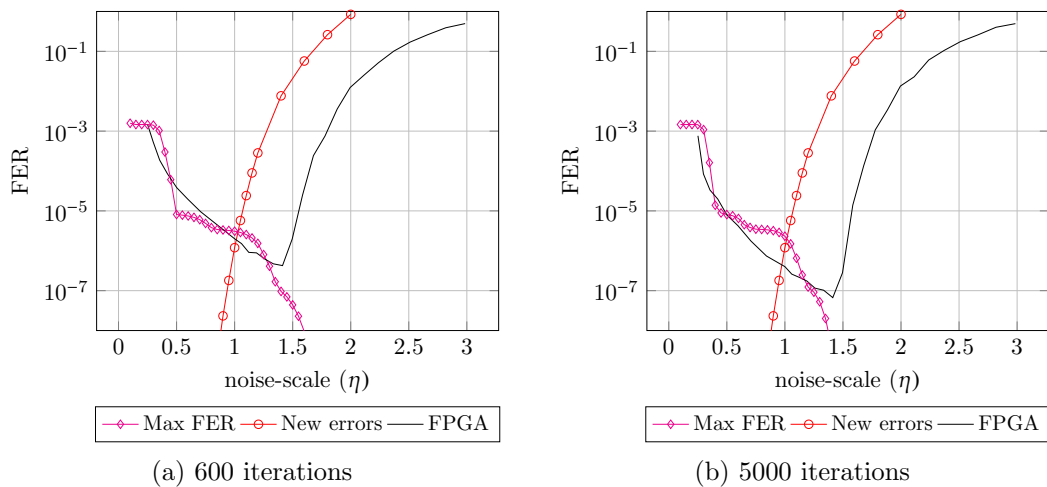 10⁻¹
10⁻³
10⁻⁵
10⁻⁷
FER
0 0.5 1 1.5 2 2.5 3
noise-scale (η)
Max FER New errors FPGA
(a) 600 iterations
10⁻¹
10⁻³
10⁻⁵
10⁻⁷
FER
0 0.5 1 1.5 2 2.5 3
noise-scale (η)
Max FER New errors FPGA
(b) 5000 iterations